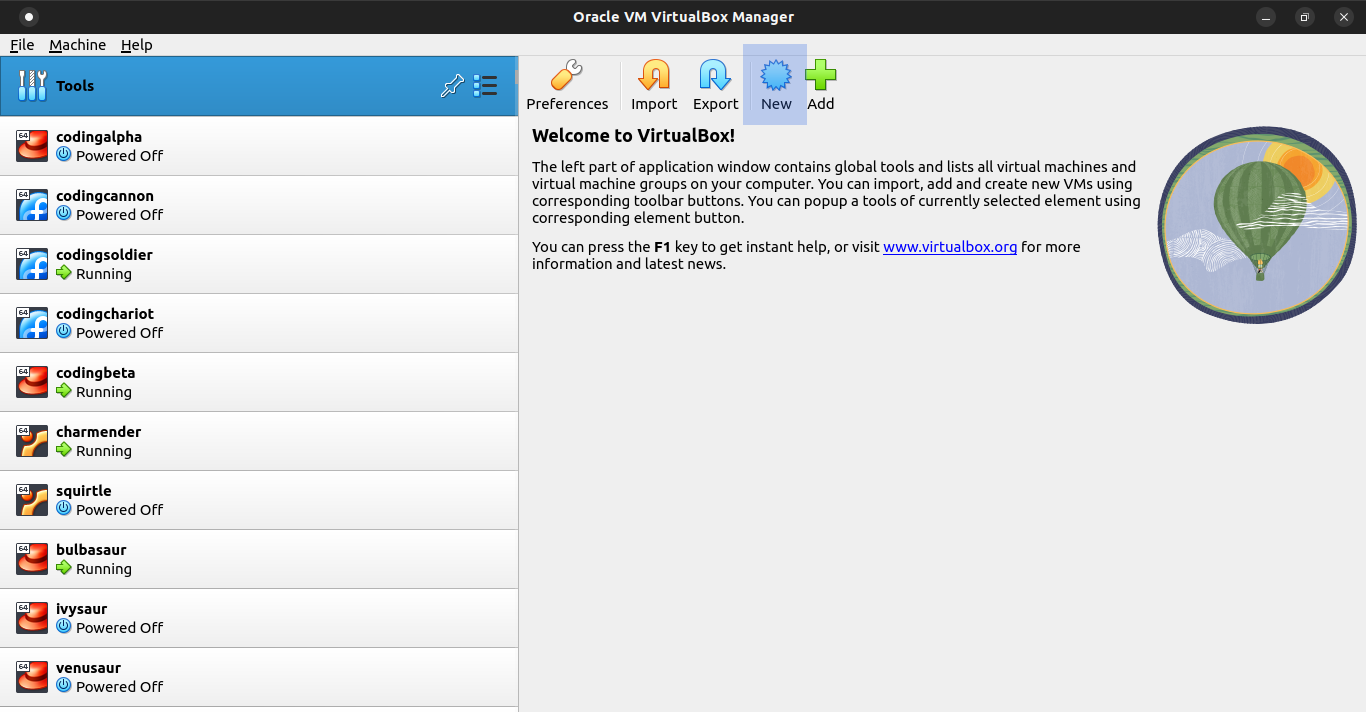 Oracle VM VirtualBox Manager
File Machine Help
Tools
Preferences Import Export New Add
64 codingalpha
Powered Off
64 codingcannon
Powered Off
64 codingsoldier
Running
64 codingchariot
Powered Off
64 codingbeta
Running
64 charmender
Running
64 squirtle
Powered Off
64 bulbasaur
Running
64 ivysaur
Powered Off
64 venusaur
Powered Off
Welcome to VirtualBox!
The left part of application window contains global tools and lists all virtual machines and
virtual machine groups on your computer. You can import, add and create new VMs using
corresponding toolbar buttons. You can popup a tools of currently selected element using
corresponding element button.
You can press the F1 key to get instant help, or visit www.virtualbox.org for more
information and latest news.